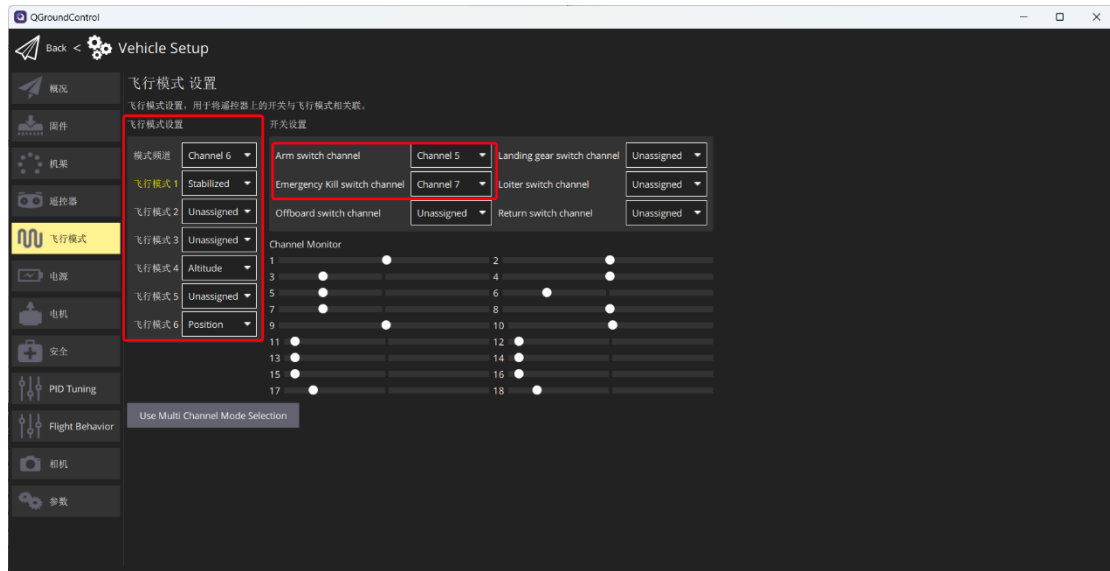 QGroundControl
Back < Vehicle Setup
概况
固件
机架
遥控器
飞行模式
电源
电机
安全
PID Tuning
Flight Behavior
相机
参数
飞行模式 设置
飞行模式设置，用于将遥控器上的开关与飞行模式相关联。
飞行模式设置
模式频道 Channel 6
飞行模式 1 Stabilized
飞行模式 2 Unassigned
飞行模式 3 Unassigned
飞行模式 4 Altitude
飞行模式 5 Unassigned
飞行模式 6 Position
开关设置
Arm switch channel Channel 5 Landing gear switch channel Unassigned
Emergency Kill switch channel Channel 7 Loiter switch channel Unassigned
Offboard switch channel Unassigned Return switch channel Unassigned
Channel Monitor
1 2
3 4
5 6
7 8
9 10
11 12
13 14
15 16
17 18
Use Multi Channel Mode Selection